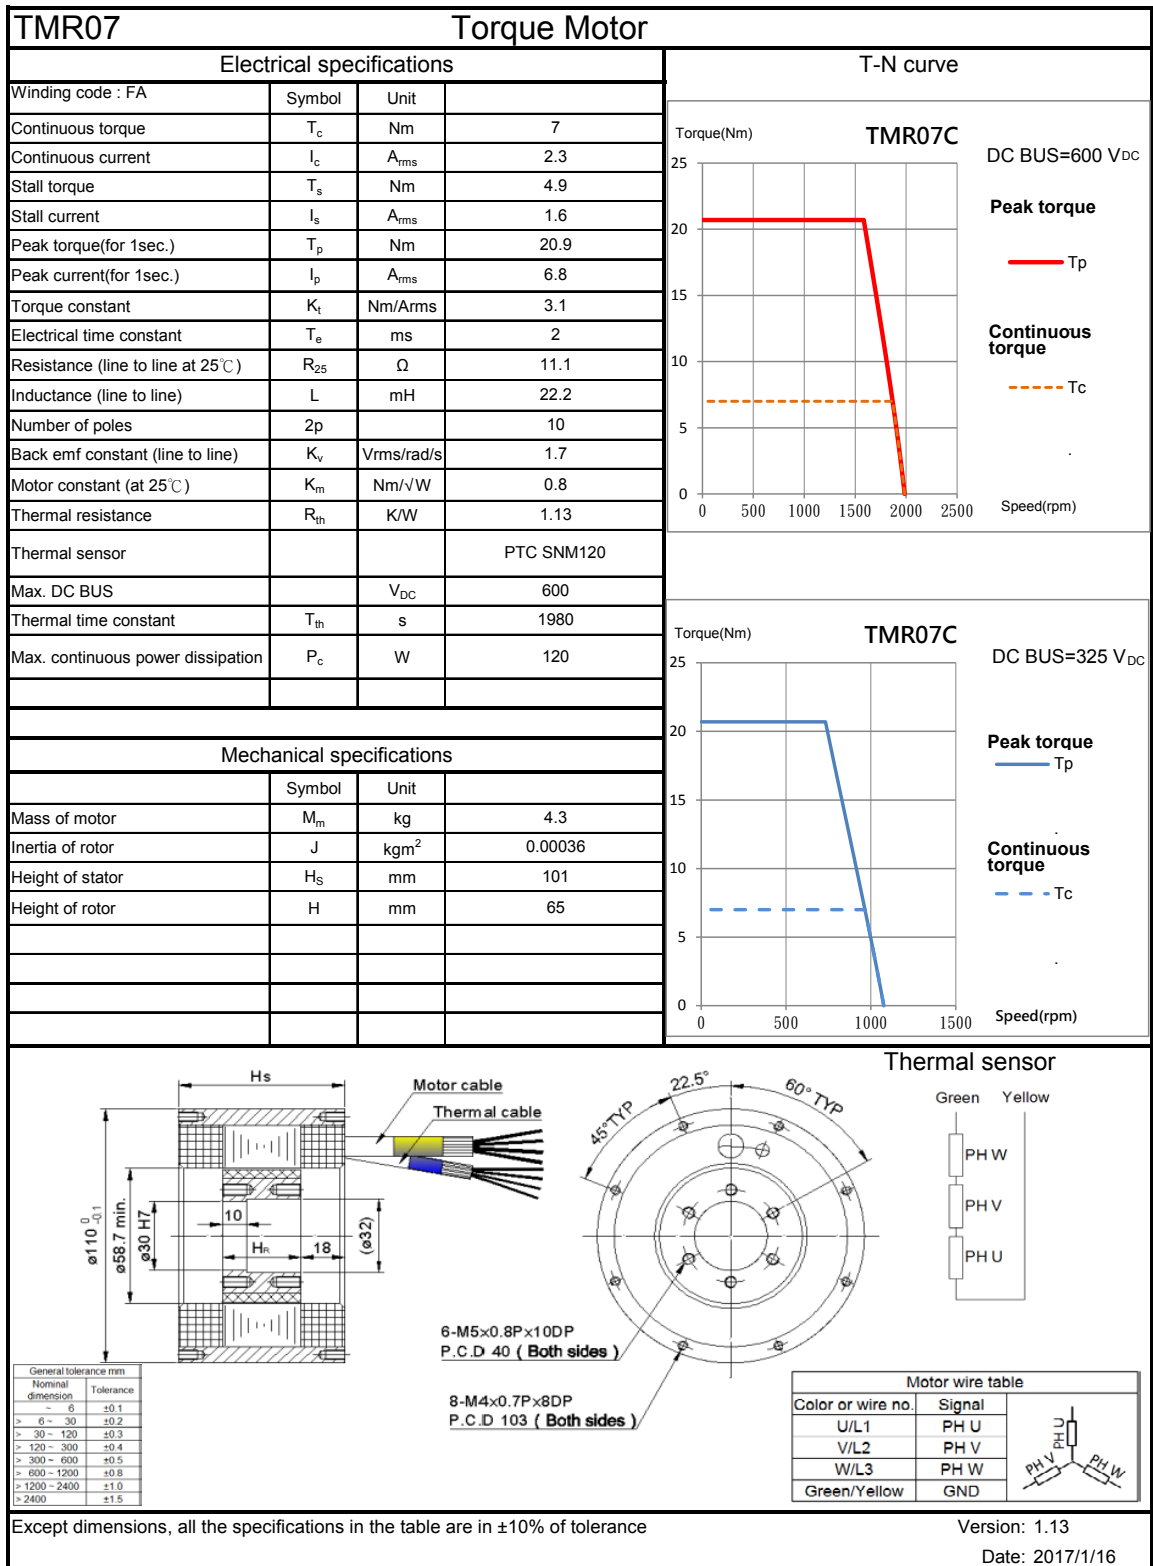 TMR07 Torque Motor
Electrical specifications
Winding code : FA Symbol Unit
Continuous torque Tc Nm 7
Continuous current Ic Arms 2.3
Stall torque Ts Nm 4.9
Stall current Is Arms 1.6
Peak torque(for 1sec.) Tp Nm 20.9
Peak current(for 1sec.) Ip Arms 6.8
Torque constant Kt Nm/Arms 3.1
Electrical time constant Te ms 2
Resistance (line to line at 25℃) R25 Ω 11.1
Inductance (line to line) L mH 22.2
Number of poles 2p 10
Back emf constant (line to line) Kv Vrms/rad/s 1.7
Motor constant (at 25℃) Km Nm/√W 0.8
Thermal resistance Rth K/W 1.13
Thermal sensor PTC SNM120
Max. DC BUS VDC 600
Thermal time constant Tth s 1980
Max. continuous power dissipation Pc W 120
Mechanical specifications
Symbol Unit
Mass of motor Mm kg 4.3
Inertia of rotor J kgm2 0.00036
Height of stator HS mm 101
Height of rotor H mm 65
T-N curve
Torque(Nm) TMR07C
DC BUS=600 VDC
25
20
15
10
5
0
0 500 1000 1500 2000 2500
Speed(rpm)
Peak torque
Tp
Continuous
torque
Tc
.
Torque(Nm) TMR07C
DC BUS=325 VDC
25
20
15
10
5
0
0 500 1000 1500
Speed(rpm)
Peak torque
Tp
.
Continuous
torque
Tc
.
Hs
Motor cable
Thermal cable
ø110 0 -0.1
ø58.7 min.
ø30 H7
10
HR
18
(ø32)
22.5°
60° TYP
45°TYP
6-M5×0.8P×10DP
P.C.D 40 ( Both sides )
8-M4×0.7P×8DP
P.C.D 103 ( Both sides )
Thermal sensor
Green Yellow
PH W
PH V
PH U
General tolerance mm
Nominal
dimension Tolerance
~ 6 ±0.1
> 6 ~ 30 ±0.2
> 30 ~ 120 ±0.3
> 120 ~ 300 ±0.4
> 300 ~ 600 ±0.5
> 600 ~ 1200 ±0.8
> 1200 ~ 2400 ±1.0
> 2400 ±1.5
Motor wire table
Color or wire no. Signal
U/L1 PH U
V/L2 PH V
W/L3 PH W
Green/Yellow GND
PH U
PH V
PH W
Except dimensions, all the specifications in the table are in ±10% of tolerance
Version: 1.13
Date: 2017/1/16